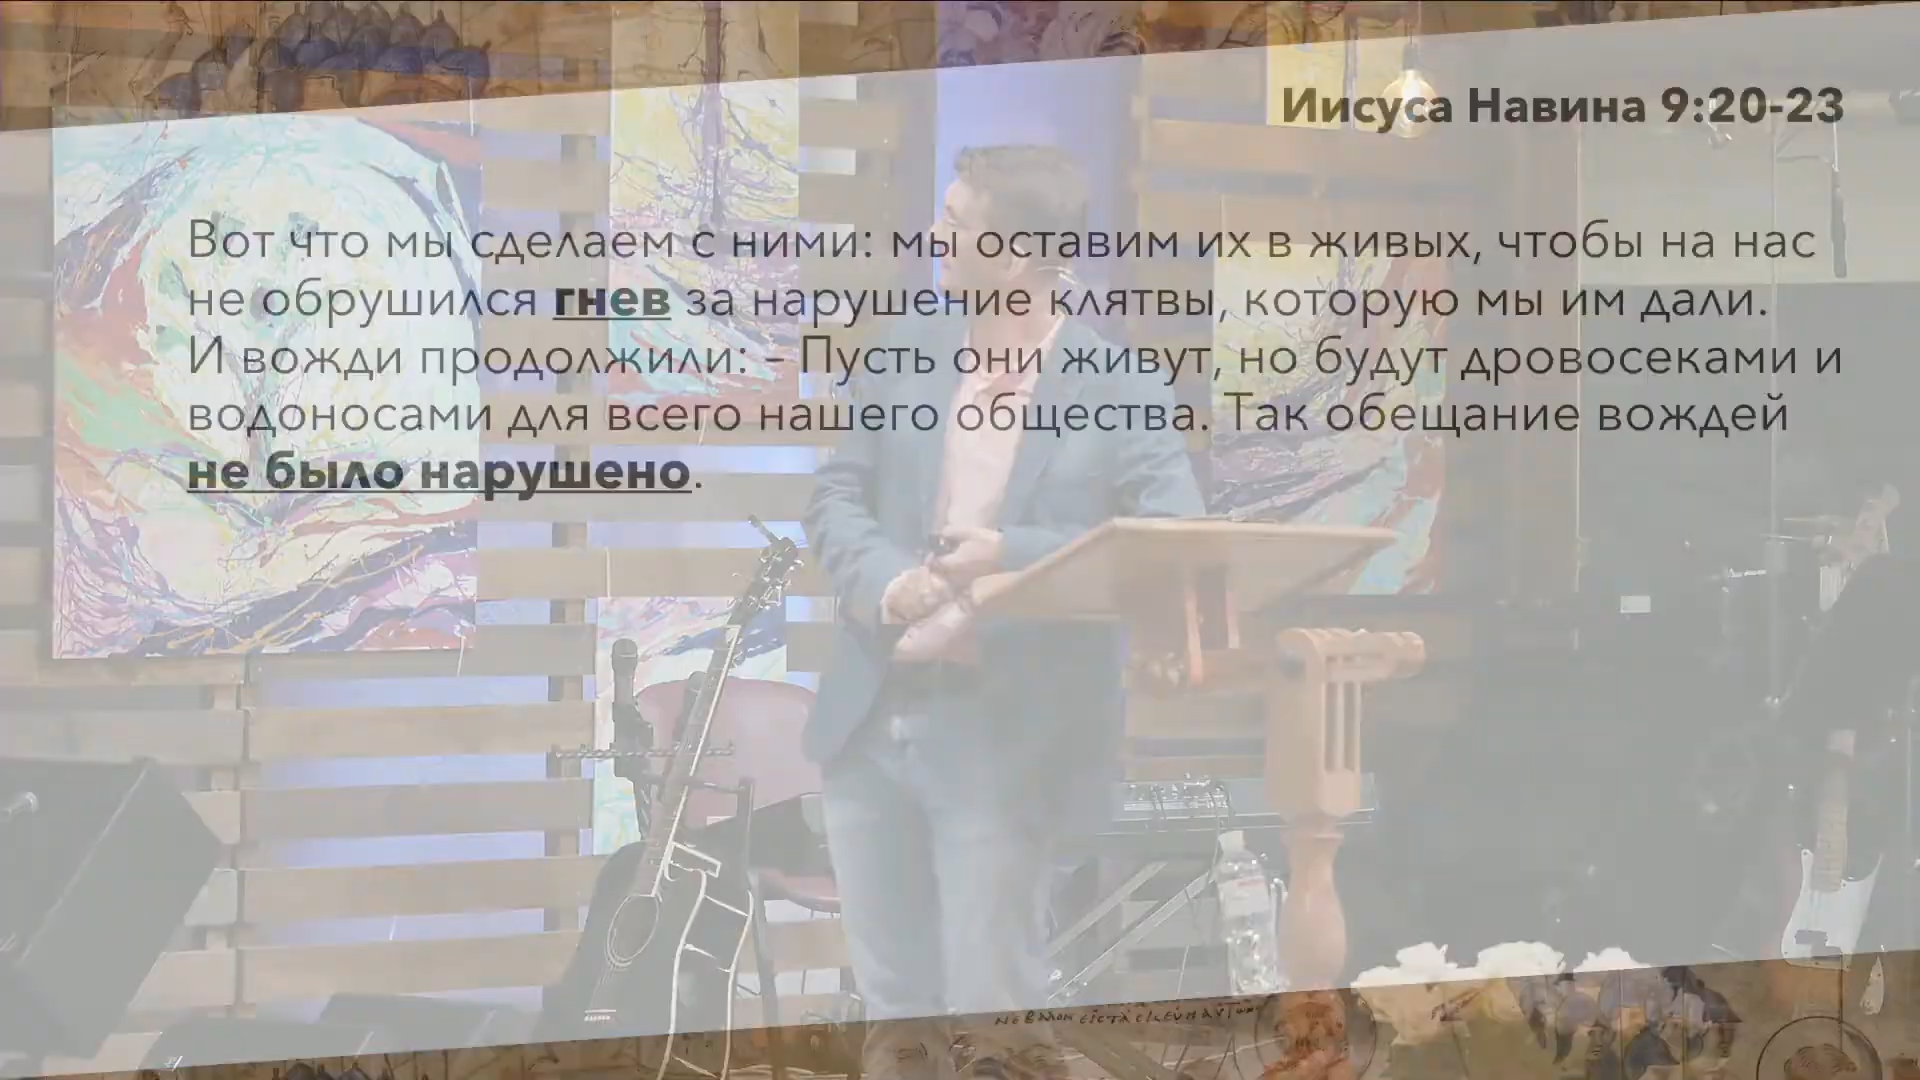 Иисуса Навина 9:20-23
Вот что мы сделаем с ними: мы оставим их в живых, чтобы на нас
не обрушился гнев за нарушение клятвы, которую мы им дали.
И вожди продолжили: – Пусть они живут, но будут дровосеками и
водоносами для всего нашего общества. Так обещание вождей
не было нарушено.